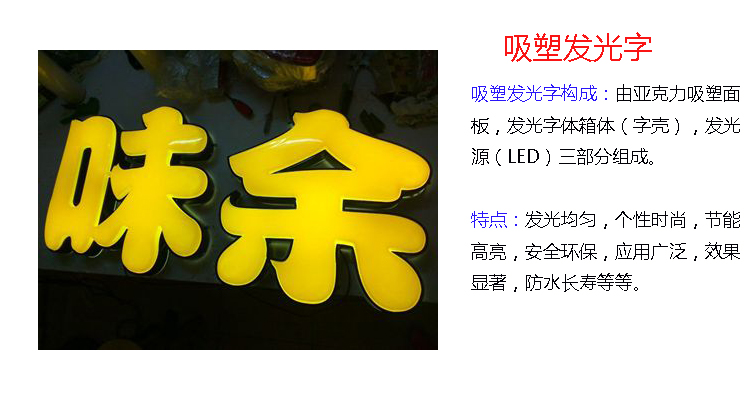 吸塑发光字
味余
吸塑发光字构成：由亚克力吸塑面
板，发光字体箱体（字壳），发光
源（LED）三部分组成。
特点：发光均匀，个性时尚，节能
高亮，安全环保，应用广泛，效果
显著，防水长寿等等。